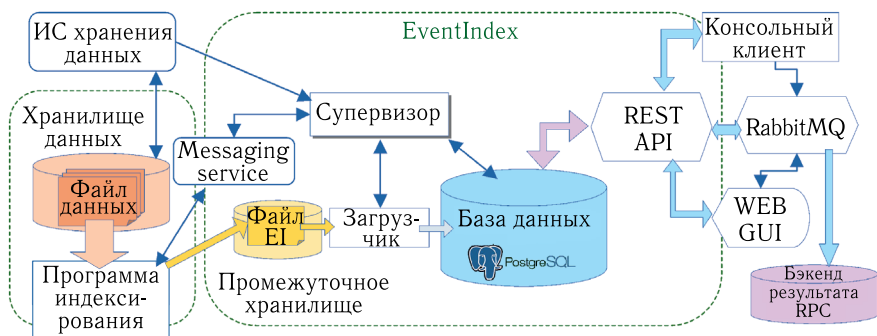 ИС хранения
данных
EventIndex
Консольный
клиент
Хранилище
данных
Супервизор
Messaging
service
REST
API
RabbitMQ
Файл
данных
Файл
EI
Загруз-
чик
База данных
PostgreSQL
WEB
GUI
Программа
индекси-
рования
Промежуточное
хранилище
Бэкенд
результата
RPC